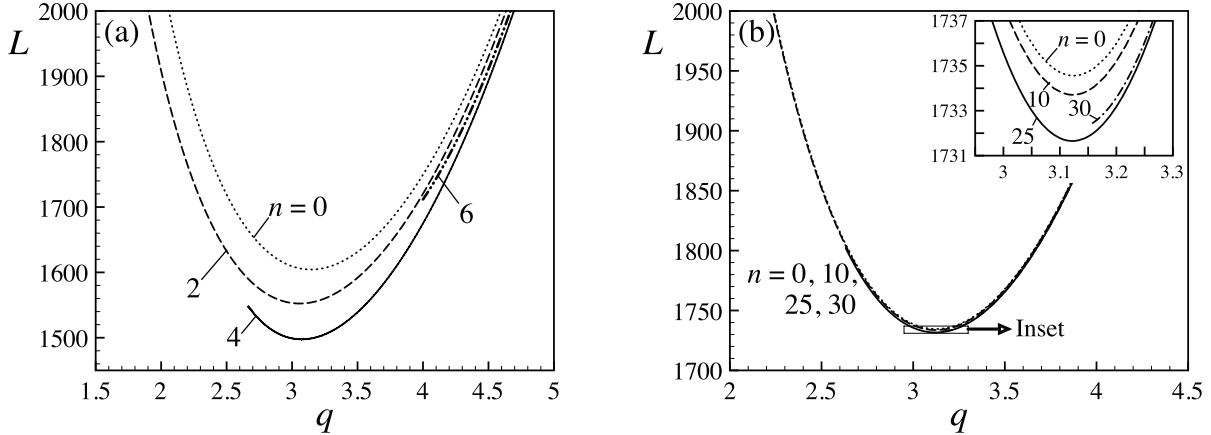 (a)
L
2000
1900
1800
1700
1600
1500
n = 0
2
4
6
1.5 2 2.5 3 3.5 4 4.5 5
q
(b)
L
2000
1950
1900
1850
1800
1750
1700
n = 0, 10,
25, 30
Inset
2 2.5 3 3.5 4 4.5
q
1737
1735
1733
1731
n = 0
10
30
25
3 3.1 3.2 3.3